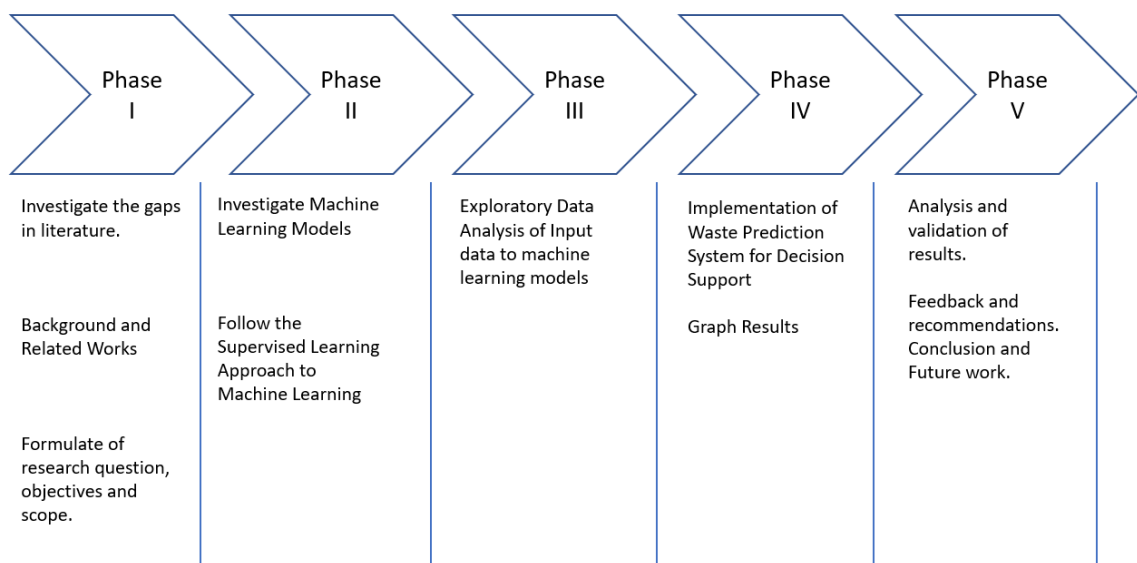 Phase
I
Phase
II
Phase
III
Phase
IV
Phase
V
Investigate the gaps
in literature.
Background and
Related Works
Formulate of
research question,
objectives and
scope.
Investigate Machine
Learning Models
Follow the
Supervised Learning
Approach to
Machine Learning
Exploratory Data
Analysis of Input
data to machine
learning models
Implementation of
Waste Prediction
System for Decision
Support
Graph Results
Analysis and
validation of
results.
Feedback and
recommendations.
Conclusion and
Future work.